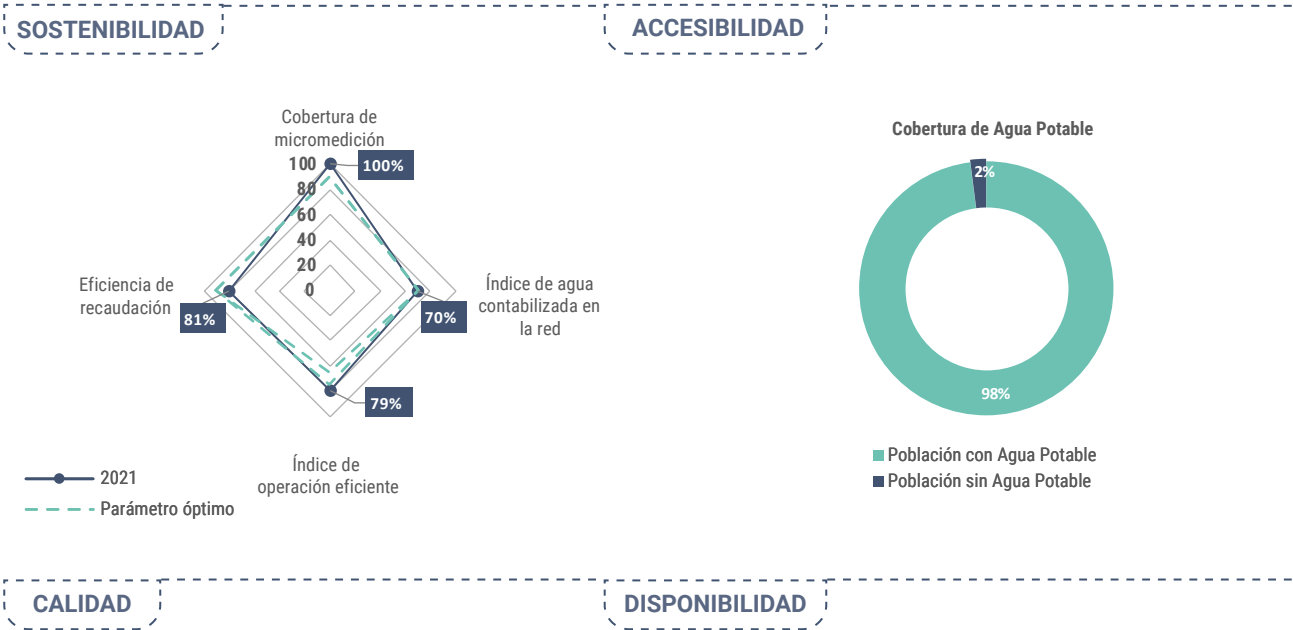 SOSTENIBILIDAD
ACCESIBILIDAD
Cobertura de
micromedición
100
100%
80
60
40
20
0
Eficiencia de
recaudación
81%
Índice de agua
contabilizada en
la red
70%
79%
Índice de
operación eficiente
2021
Parámetro óptimo
Cobertura de Agua Potable
2%
98%
Población con Agua Potable
Población sin Agua Potable
CALIDAD
DISPONIBILIDAD